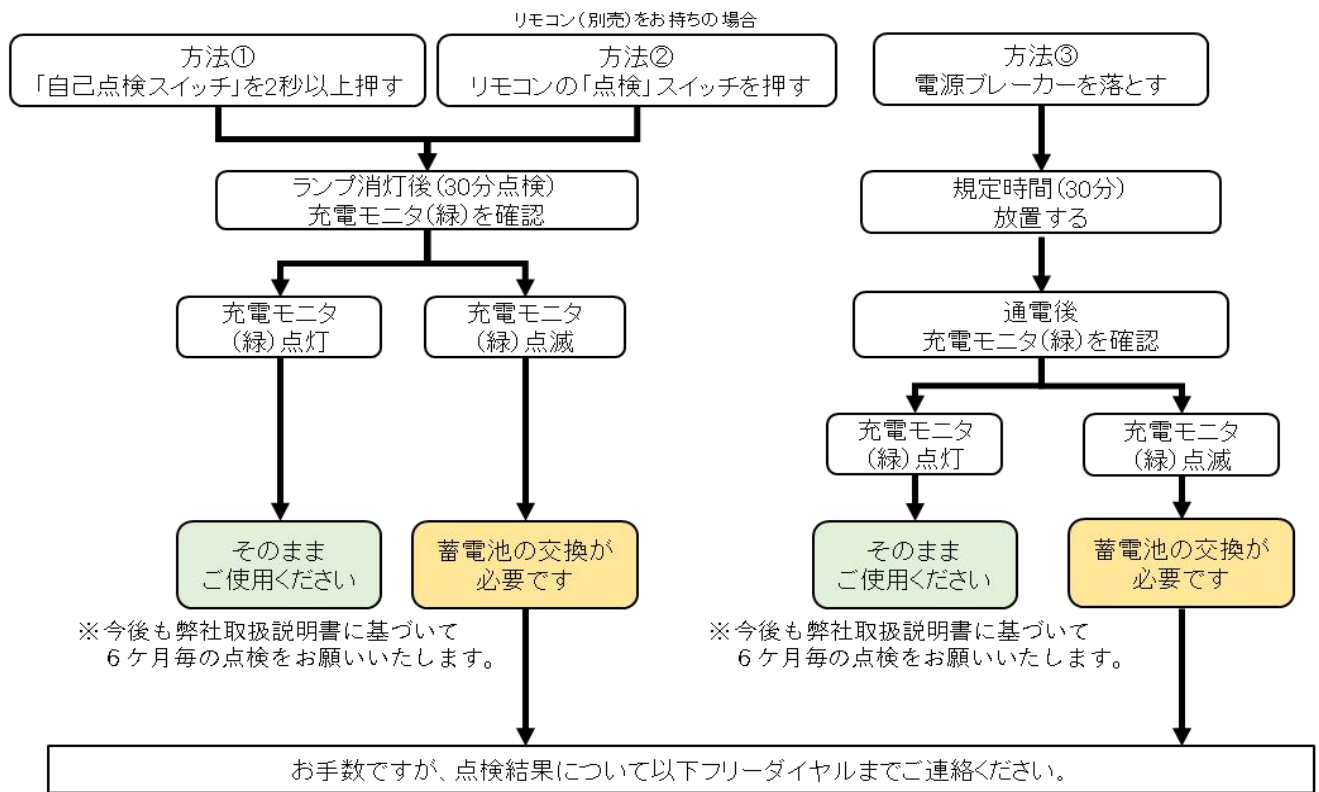 リモコン(別売)をお持ちの場合
方法①
「自己点検スイッチ」を2秒以上押す
方法②
リモコンの「点検」スイッチを押す
方法③
電源ブレーカーを落とす
ランプ消灯後(30分点検)
充電モニタ(緑)を確認
規定時間(30分)
放置する
充電モニタ
(緑)点灯
充電モニタ
(緑)点滅
通電後
充電モニタ(緑)を確認
充電モニタ
(緑)点灯
充電モニタ
(緑)点滅
そのまま
ご使用ください
蓄電池の交換が
必要です
そのまま
ご使用ください
蓄電池の交換が
必要です
※今後も弊社取扱説明書に基づいて
6ケ月毎の点検をお願いいたします。
※今後も弊社取扱説明書に基づいて
6ケ月毎の点検をお願いいたします。
お手数ですが、点検結果について以下フリーダイヤルまでご連絡ください。